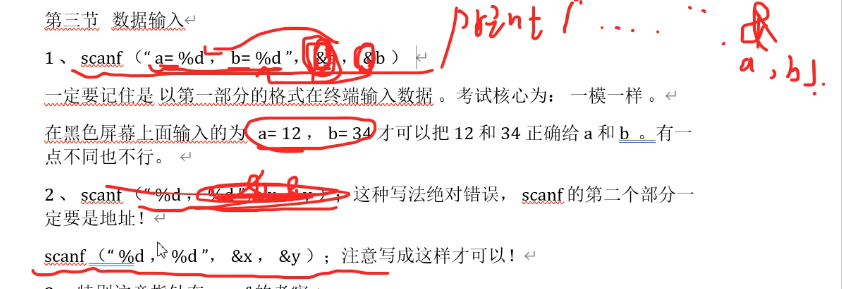 第三节 数据输入
print(" ...... " & a , b)
1、 scanf （“ a= %d ， b= %d ”， &a ， &b ）
一定要记住是 以第一部分的格式在终端输入数据 。考试核心为： 一模一样 。
在黑色屏幕上面输入的为 a= 12 ， b= 34 才可以把 12 和 34 正确给 a 和 b 。有一
点不同也不行。
2 、 scanf （“ %d ， %d ”， x ， y ）；这种写法绝对错误， scanf 的第二个部分一
定要是地址！
scanf （“ %d ， %d ”， &x ， &y ）；注意写成这样才可以！